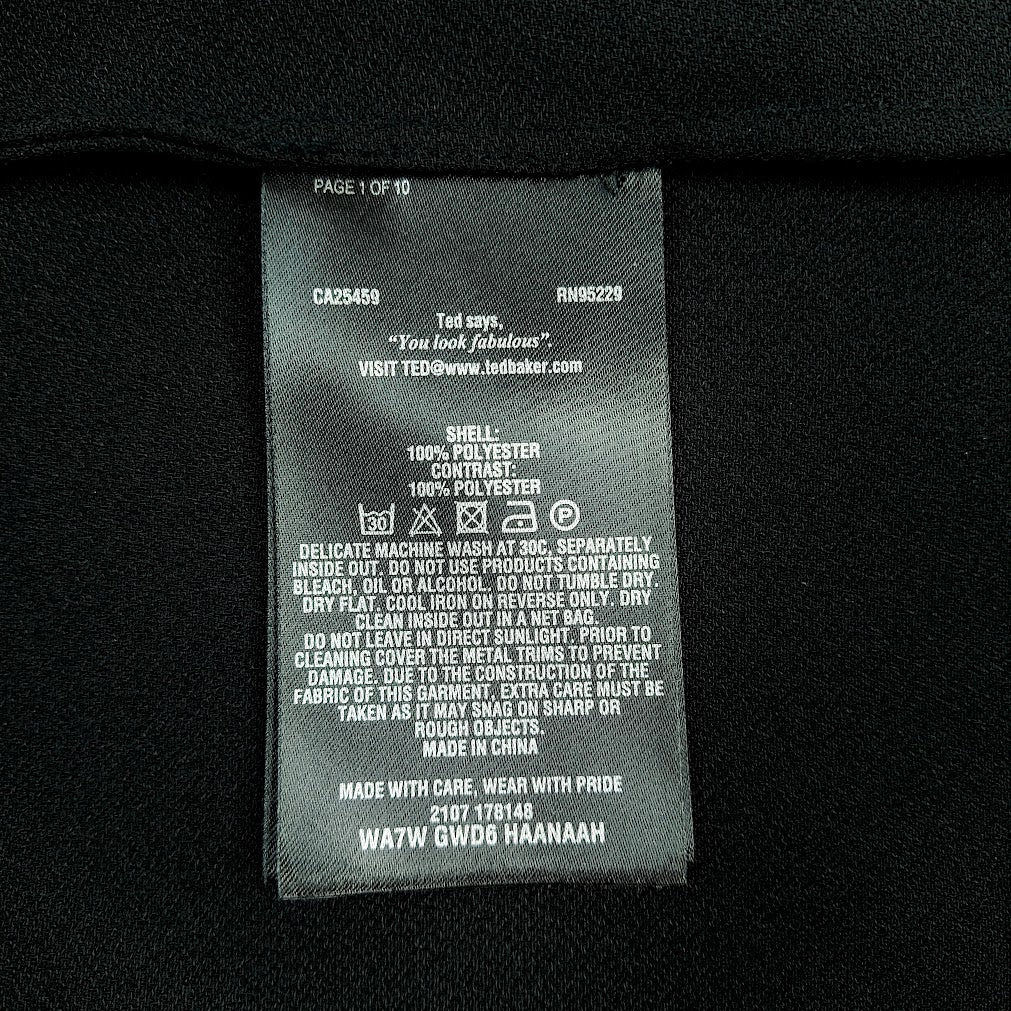 PAGE 1 OF 10
CA25459 RN95229
Ted says,
“You look fabulous”.
VISIT TED@www.tedbaker.com
SHELL:
100% POLYESTER
CONTRAST:
100% POLYESTER
30 P
DELICATE MACHINE WASH AT 30C, SEPARATELY
INSIDE OUT. DO NOT USE PRODUCTS CONTAINING
BLEACH, OIL OR ALCOHOL. DO NOT TUMBLE DRY.
DRY FLAT. COOL IRON ON REVERSE ONLY. DRY
CLEAN INSIDE OUT IN A NET BAG.
DO NOT LEAVE IN DIRECT SUNLIGHT. PRIOR TO
CLEANING COVER THE METAL TRIMS TO PREVENT
DAMAGE. DUE TO THE CONSTRUCTION OF THE
FABRIC OF THIS GARMENT, EXTRA CARE MUST BE
TAKEN AS IT MAY SNAG ON SHARP OR
ROUGH OBJECTS.
MADE IN CHINA
MADE WITH CARE, WEAR WITH PRIDE
2107 178148
WA7W GWD6 HAANAAH